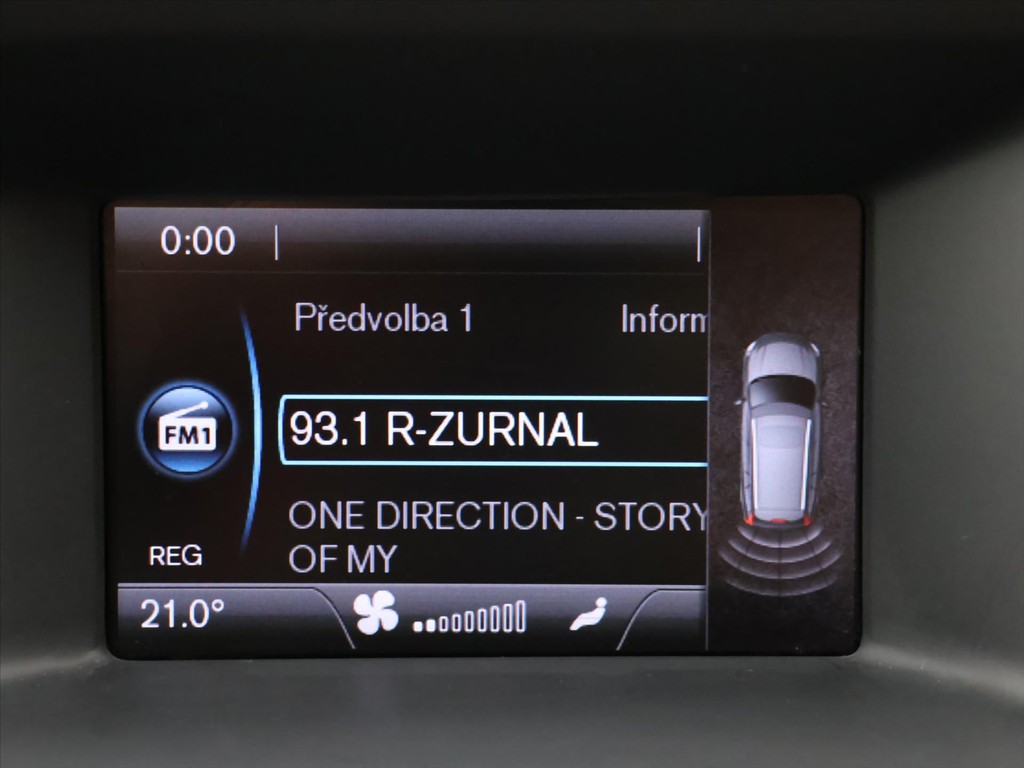 0:00
Předvolba 1 Inform
93.1 R-ZURNAL
FM1
ONE DIRECTION - STORY
OF MY
REG
21.0°